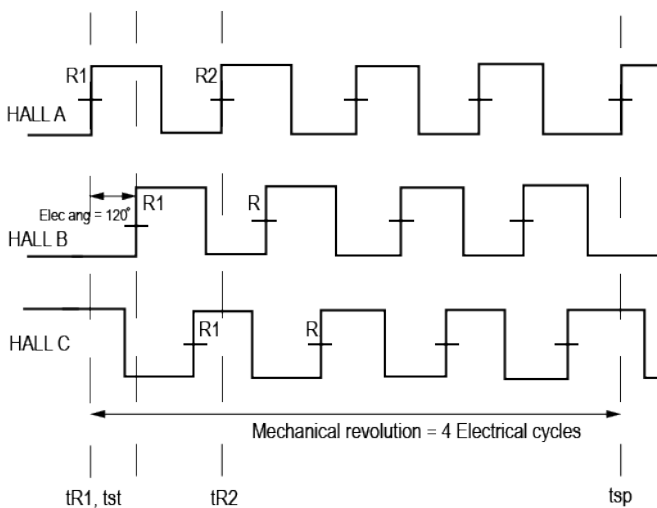 R1
R2
HALL A
R1
R
Elec ang = 120°
HALL B
R1
R
HALL C
Mechanical revolution = 4 Electrical cycles
tR1, tst
tR2
tsp